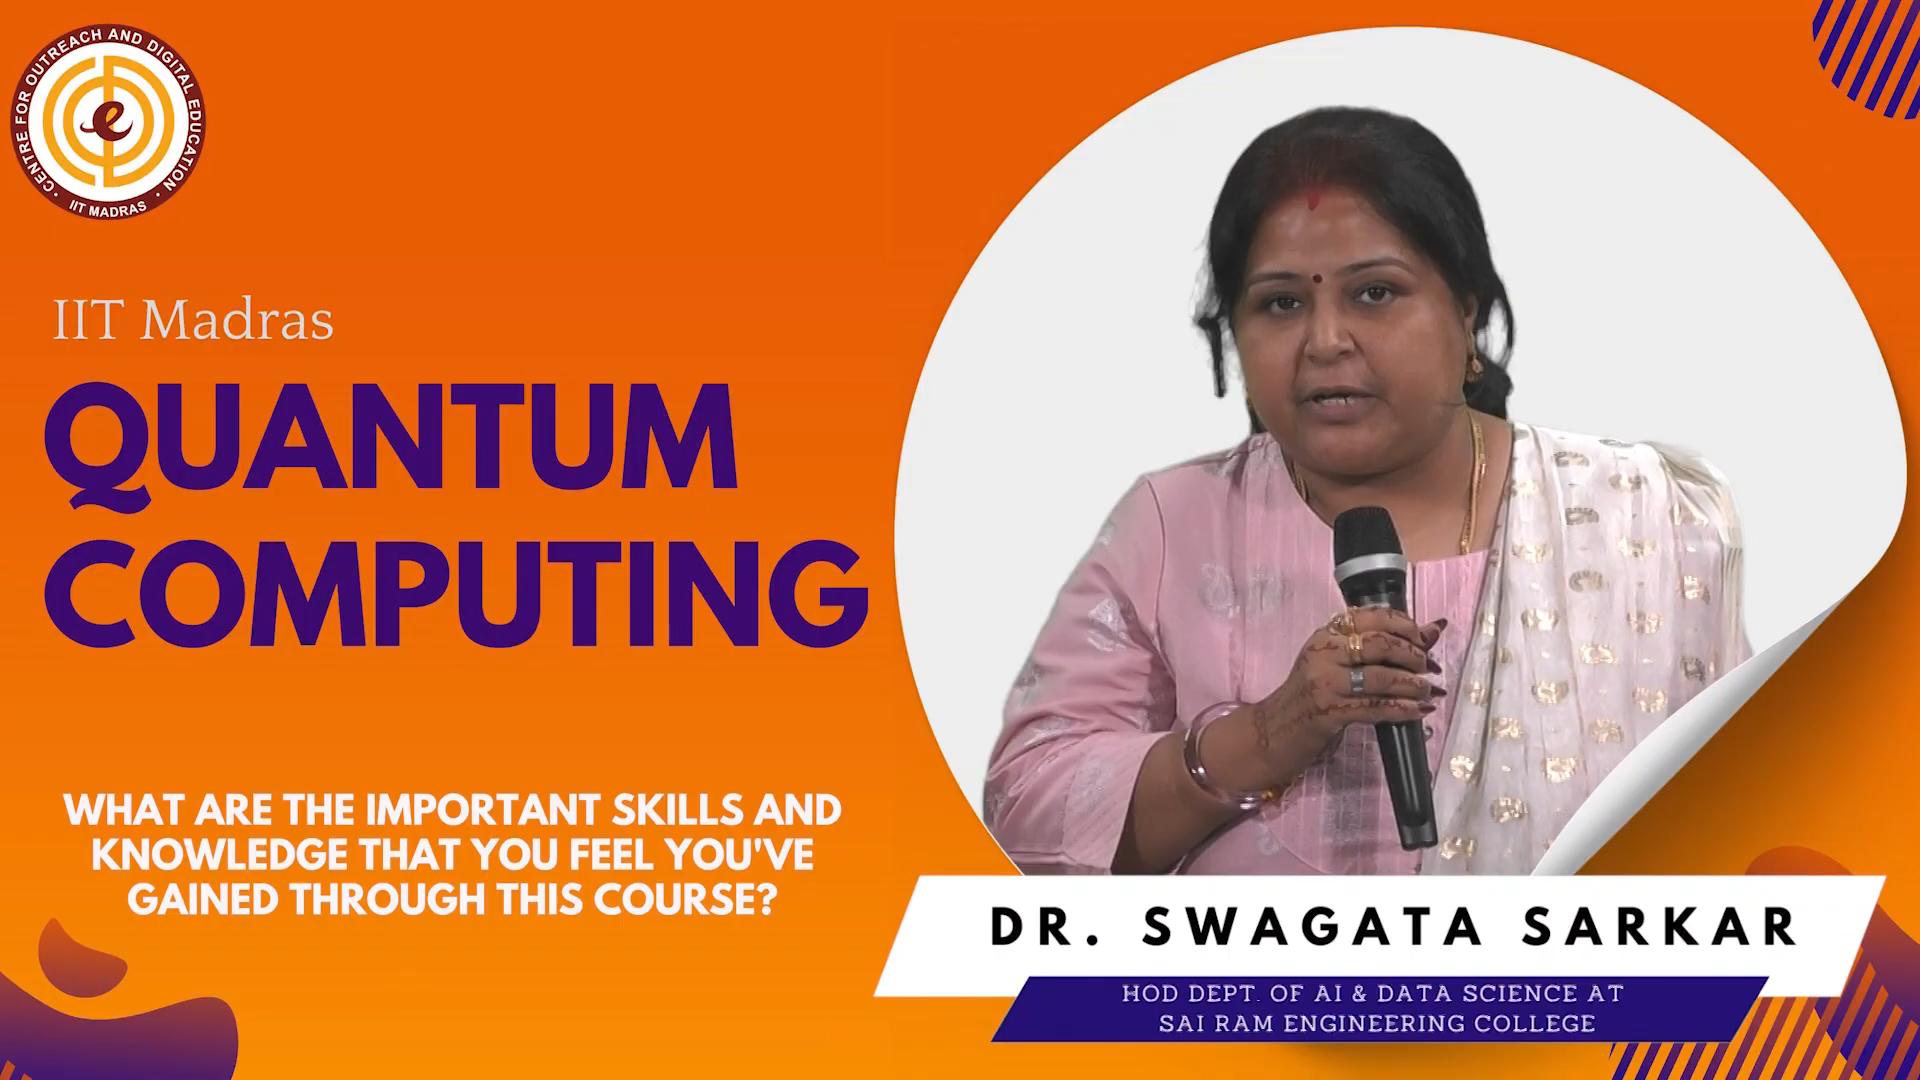 CENTRE FOR OUTREACH AND DIGITAL EDUCATION
IIT MADRAS
e
IIT Madras
QUANTUM
COMPUTING
WHAT ARE THE IMPORTANT SKILLS AND
KNOWLEDGE THAT YOU FEEL YOU'VE
GAINED THROUGH THIS COURSE?
DR. SWAGATA SARKAR
HOD DEPT. OF AI & DATA SCIENCE AT
SAI RAM ENGINEERING COLLEGE